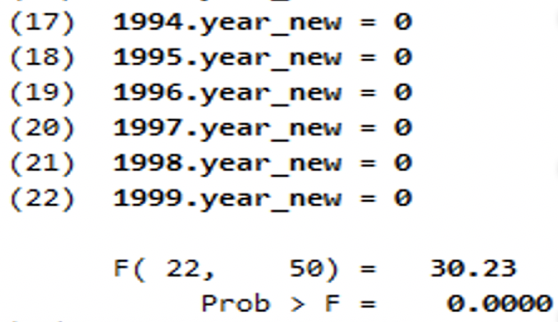 (17) 1994.year_new = 0
(18) 1995.year_new = 0
(19) 1996.year_new = 0
(20) 1997.year_new = 0
(21) 1998.year_new = 0
(22) 1999.year_new = 0
F( 22, 50) = 30.23
Prob > F = 0.0000